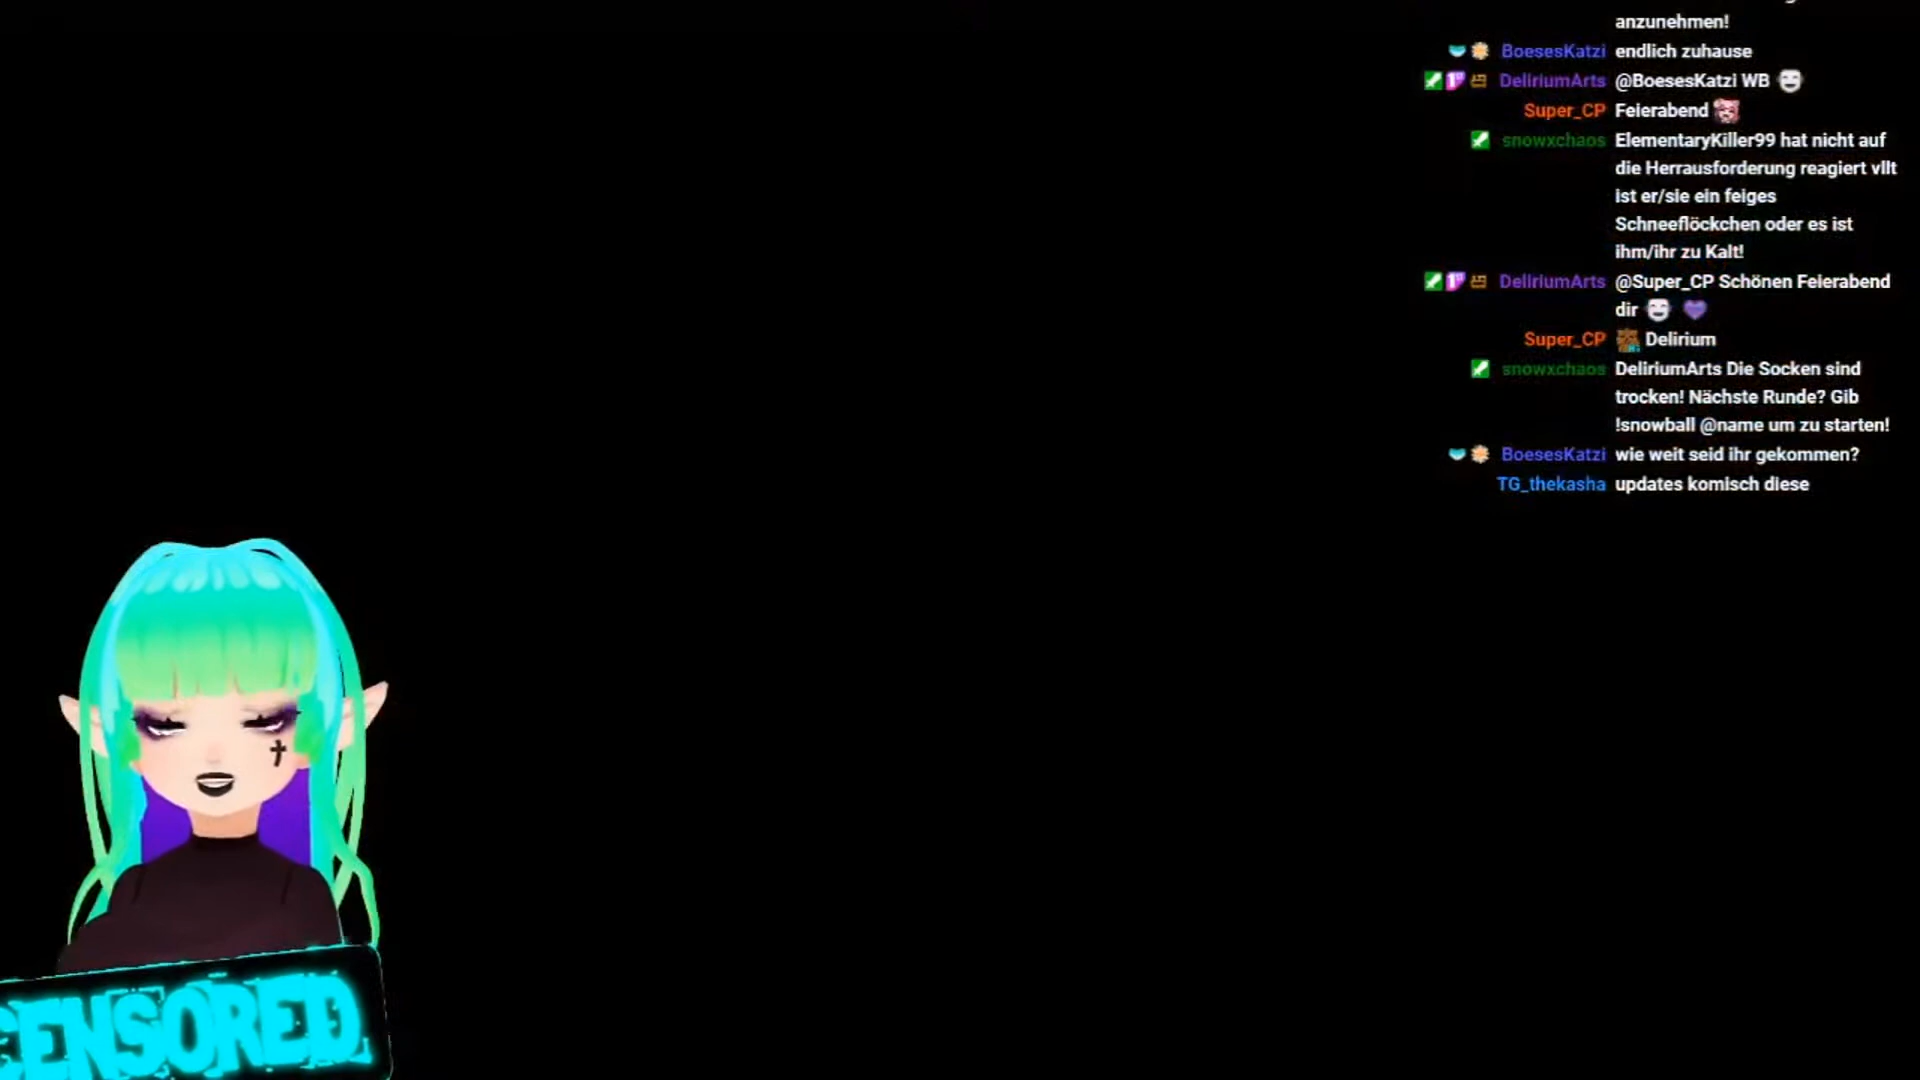 anzunehmen!
BoesesKatzi endlich zuhause
DeliriumArts @BoesesKatzi WB
Super_CP Feierabend
snowxchaos ElementaryKiller99 hat nicht auf
die Herrausforderung reagiert vllt
ist er/sie ein feiges
Schneeflöckchen oder es ist
ihm/ihr zu Kalt!
DeliriumArts @Super_CP Schönen Feierabend
dir
Super_CP Delirium
snowxchaos DeliriumArts Die Socken sind
trocken! Nächste Runde? Gib
!snowball @name um zu starten!
BoesesKatzi wie weit seid ihr gekommen?
TG_thekasha updates komisch diese
CENSORED